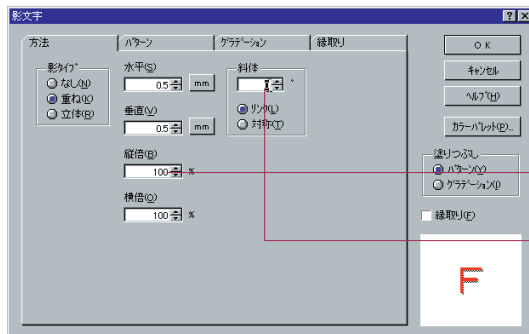 影文字
方法 パターン グラデーション 縁取り
影タイプ
なし(N)
重ね(K)
立体(R)
水平(S)
0.5 mm
垂直(V)
0.5 mm
縦倍(B)
100 %
横倍(O)
100 %
斜体
°
リンク(L)
対称(T)
OK
キャンセル
ヘルプ(H)
カラーパレット(P)...
塗りつぶし
パターン(Y)
グラデーション(I)
縁取り(F)
F